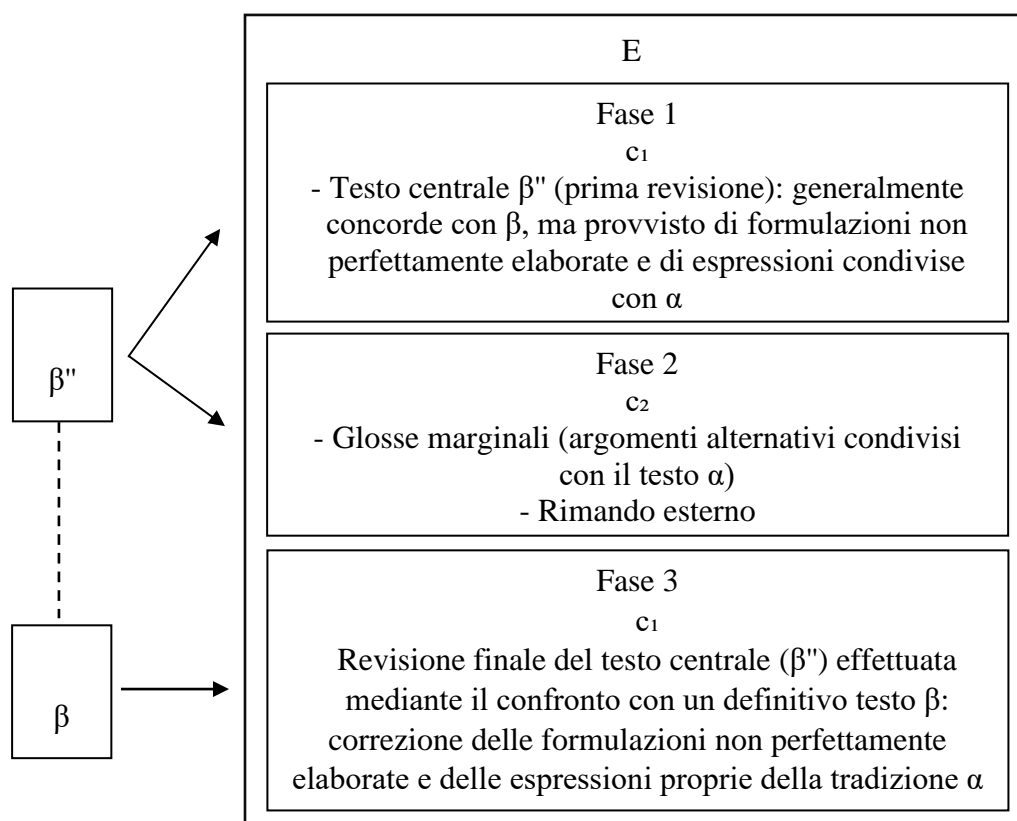 E
Fase 1
c₁
- Testo centrale β'' (prima revisione): generalmente
concorde con β, ma provvisto di formulazioni non
perfettamente elaborate e di espressioni condivise
con α
β''
Fase 2
c₂
- Glosse marginali (argomenti alternativi condivisi
con il testo α)
- Rimando esterno
β
Fase 3
c₁
Revisione finale del testo centrale (β'') effettuata
mediante il confronto con un definitivo testo β:
correzione delle formulazioni non perfettamente
elaborate e delle espressioni proprie della tradizione α